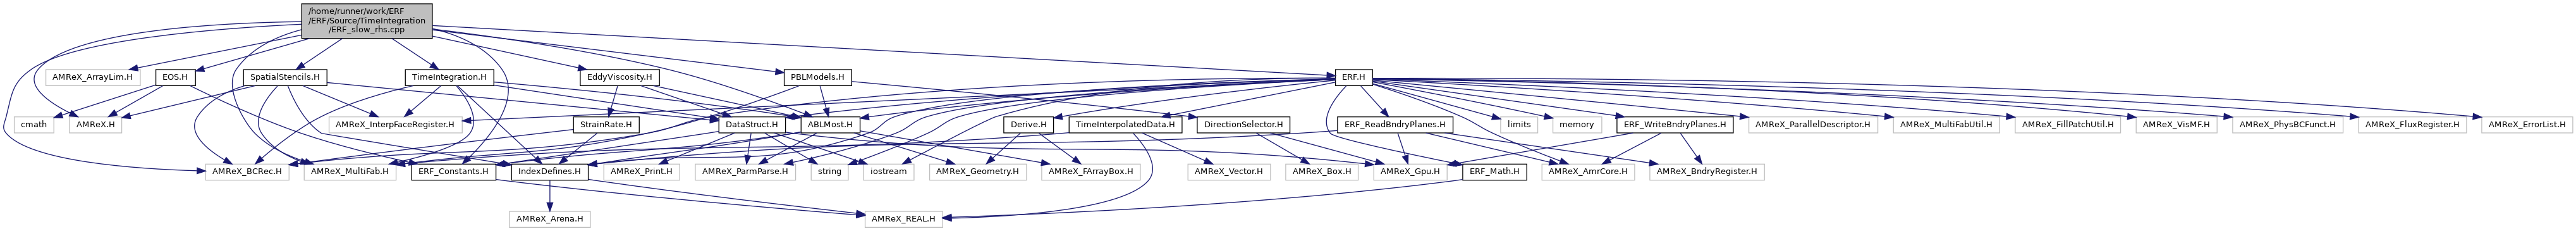 /home/runner/work/ERF
/ERF/Source/TimeIntegration
/ERF_slow_rhs.cpp
AMReX_ArrayLim.H
EOS.H
SpatialStencils.H
TimeIntegration.H
EddyViscosity.H
PBLModels.H
ERF.H
cmath
AMReX.H
AMReX_InterpFaceRegister.H
StrainRate.H
DataStruct.H
ABLMost.H
Derive.H
TimeInterpolatedData.H
DirectionSelector.H
ERF_ReadBndryPlanes.H
limits
memory
ERF_WriteBndryPlanes.H
AMReX_ParallelDescriptor.H
AMReX_MultiFabUtil.H
AMReX_FillPatchUtil.H
AMReX_VisMF.H
AMReX_PhysBCFunct.H
AMReX_FluxRegister.H
AMReX_ErrorList.H
AMReX_BCRec.H
AMReX_MultiFab.H
ERF_Constants.H
IndexDefines.H
AMReX_Print.H
AMReX_ParmParse.H
string
iostream
AMReX_Geometry.H
AMReX_FArrayBox.H
AMReX_Vector.H
AMReX_Box.H
AMReX_Gpu.H
ERF_Math.H
AMReX_AmrCore.H
AMReX_BndryRegister.H
AMReX_Arena.H
AMReX_REAL.H